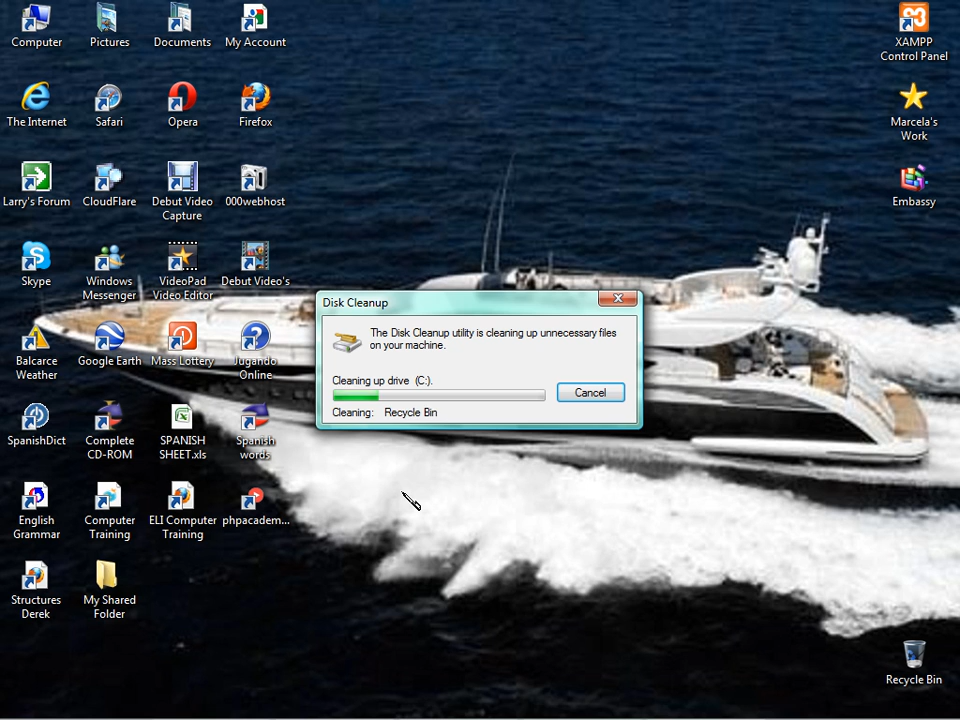 Computer
Pictures
Documents
My Account
XAMPP
Control Panel
The Internet
Safari
Opera
Firefox
Marcela's
Work
Larry's Forum
CloudFlare
Debut Video
Capture
000webhost
Embassy
Skype
Windows
Messenger
VideoPad
Video Editor
Debut Video's
Disk Cleanup
The Disk Cleanup utility is cleaning up unnecessary files
on your machine.
Cleaning up drive (C:).
Cancel
Cleaning: Recycle Bin
Balcarce
Weather
Google Earth
Mass Lottery
Jugando
Online
SpanishDict
Complete
CD-ROM
SPANISH
SHEET.xls
Spanish
words
English
Grammar
Computer
Training
ELI Computer
Training
phpacadem...
Structures
Derek
My Shared
Folder
Recycle Bin